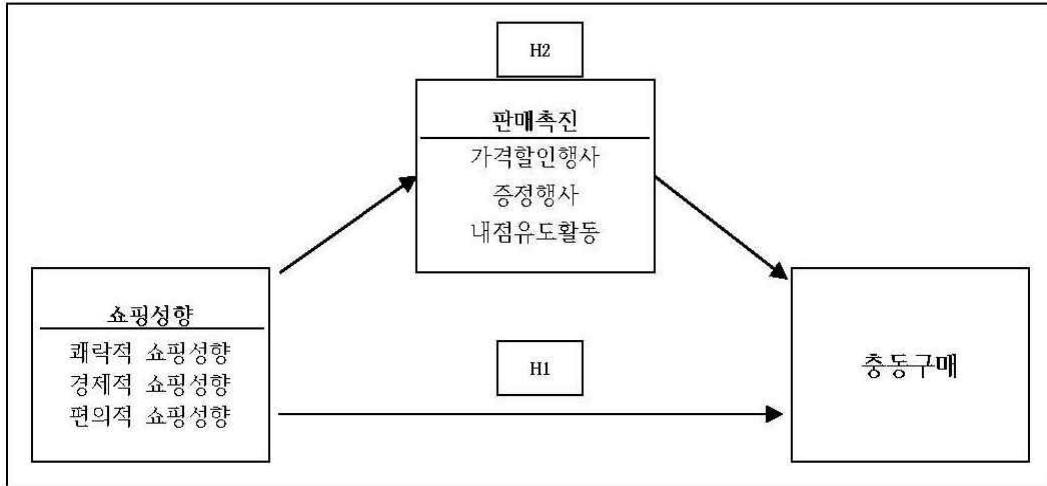 H2
판매촉진
가격할인행사
증정행사
내점유도활동
쇼핑성향
쾌락적 쇼핑성향
경제적 쇼핑성향
편의적 쇼핑성향
H1
충동구매